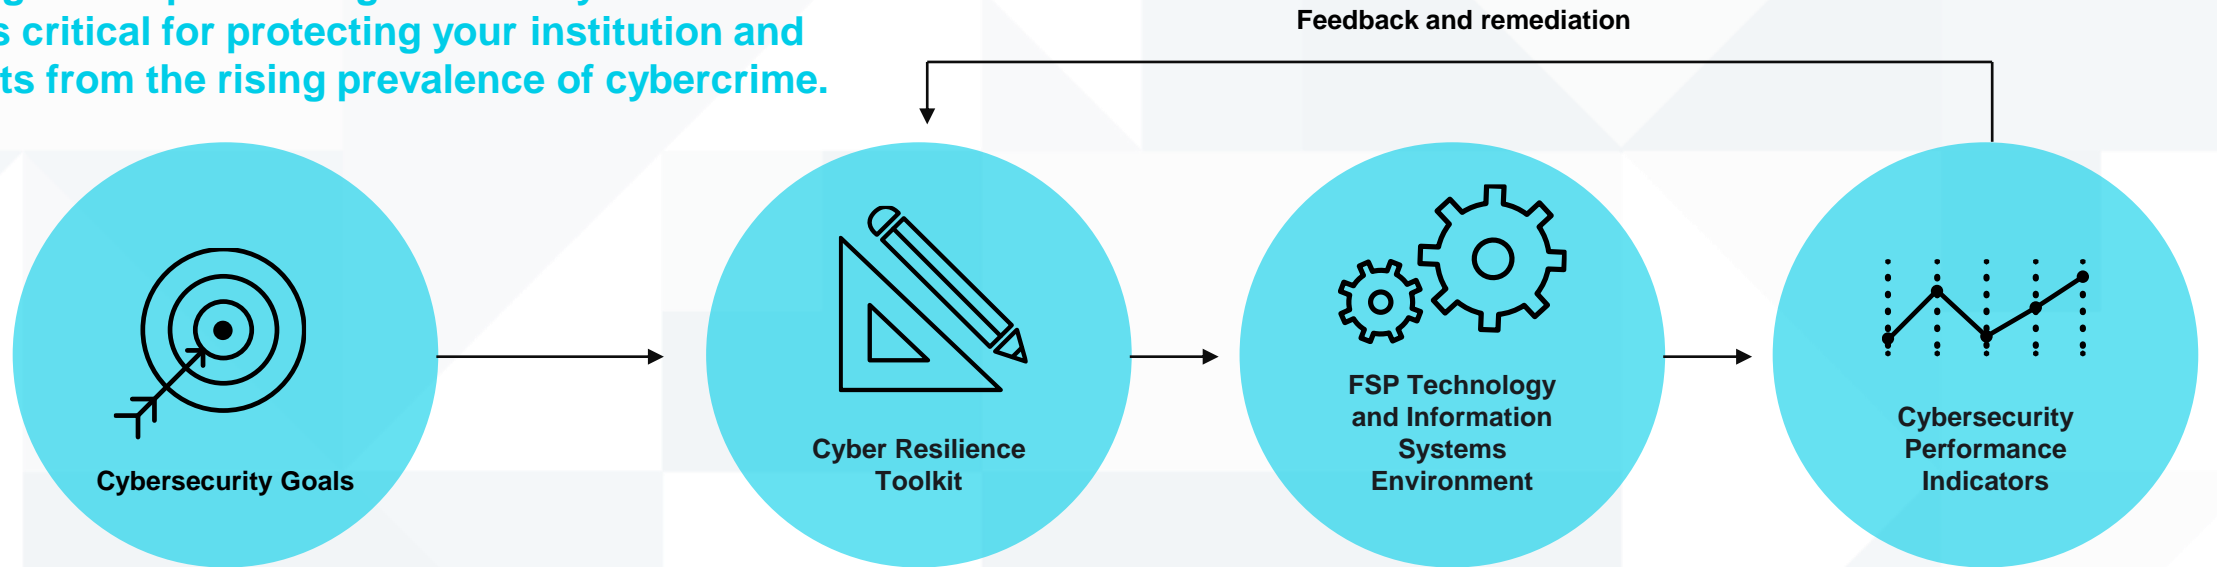 critical for protecting your institution and
from the rising prevalence of cybercrime.
Feedback and remediation
Cybersecurity Goals
Cyber Resilience
Toolkit
FSP Technology
and Information
Systems
Environment
Cybersecurity
Performance
Indicators